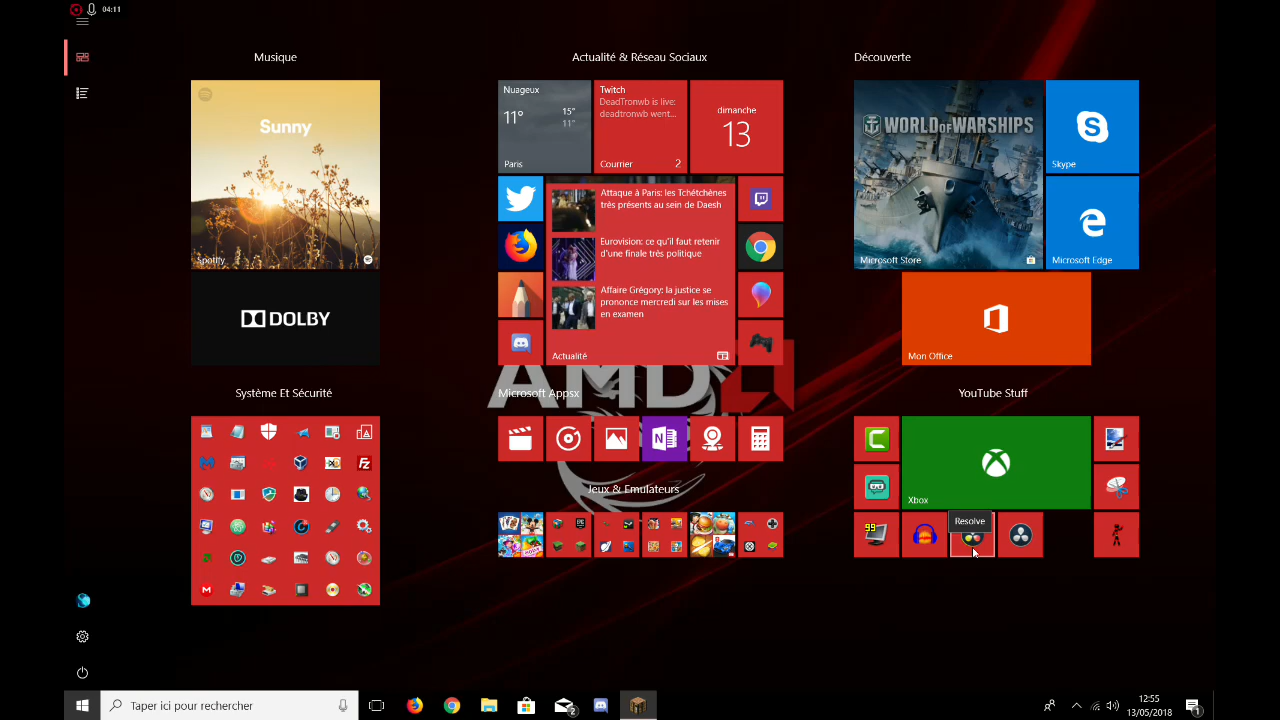 04:11
Musique
Actualité & Réseau Sociaux
Découverte
Sunny
Spotify
DOLBY
Nuageux
11°
15°
11°
Paris
Twitch
DeadTronwb is live:
deadtronwb went...
Courrier
2
dimanche
13
Attaque à Paris: les Tchétchènes
très présents au sein de Daesh
Eurovision: ce qu'il faut retenir
d'une finale très politique
Affaire Grégory: la justice se
prononce mercredi sur les mises
en examen
Actualité
WORLD OF WARSHIPS
Microsoft Store
Skype
Microsoft Edge
Mon Office
AMD
Système Et Sécurité
Microsoft Appsx
YouTube Stuff
Xbox
Jeux & Emulateurs
Resolve
99
Taper ici pour rechercher
2
12:55
13/05/2018
1